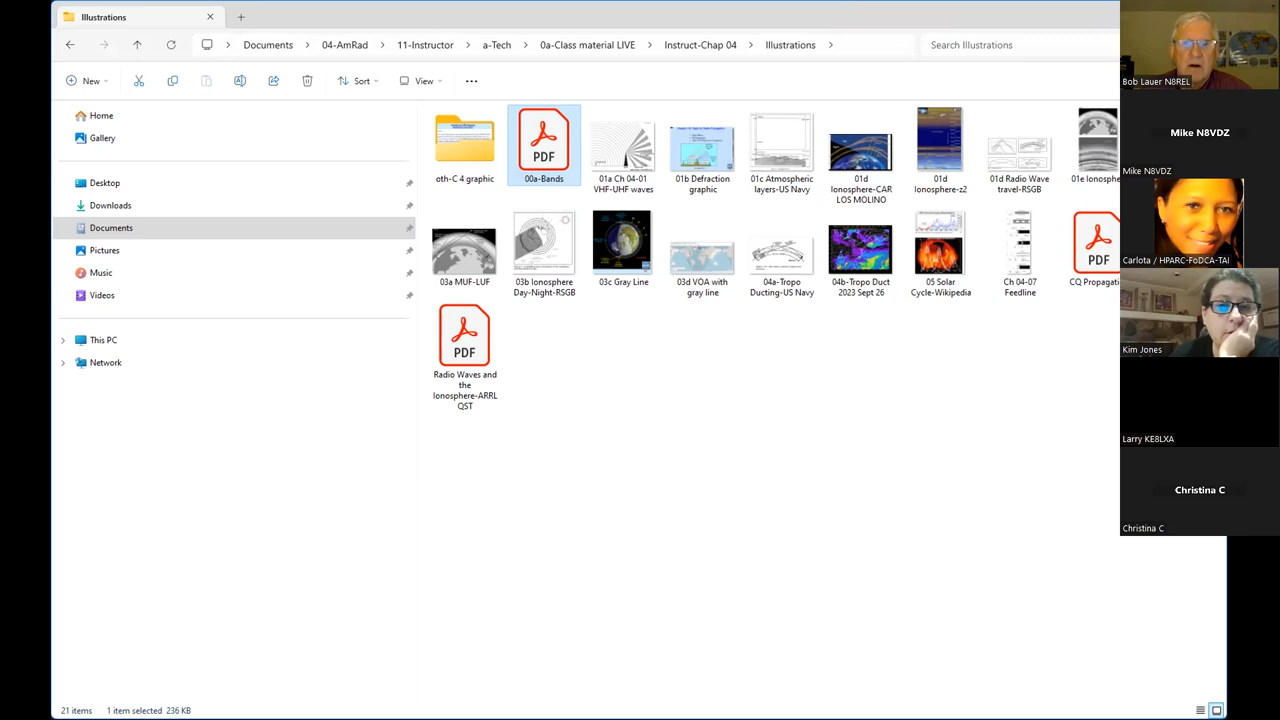 Illustrations
Documents
04-AmRad
11-Instructor
a-Tech
0a-Class material LIVE
Instruct-Chap 04
Illustrations
Search Illustrations
New
Sort
View
Home
Gallery
Desktop
Downloads
Documents
Pictures
Music
Videos
This PC
Network
oth-C 4 graphic
PDF
00a-Bands
01a Ch 04-01
VHF-UHF waves
01b Defraction
graphic
01c Atmospheric
layers-US Navy
01d
Ionosphere-CAR
LOS MOLINO
01d
Ionosphere-z2
01d Radio Wave
travel-RSGB
01e Ionosphe
03a MUF-LUF
03b Ionosphere
Day-Night-RSGB
03c Gray Line
03d VOA with
gray line
04a-Tropo
Ducting-US Navy
04b-Tropo Duct
2023 Sept 26
05 Solar
Cycle-Wikipedia
Ch 04-07
Feedline
PDF
CQ Propagatio
PDF
Radio Waves and
the
Ionosphere-ARRL
QST
21 items
1 item selected 236 KB
Bob Lauer N8REL
Mike N8VDZ
Mike N8VDZ
Carlota / HPARC-FoDCA-TAI
Kim Jones
Larry KE8LXA
Christina C
Christina C